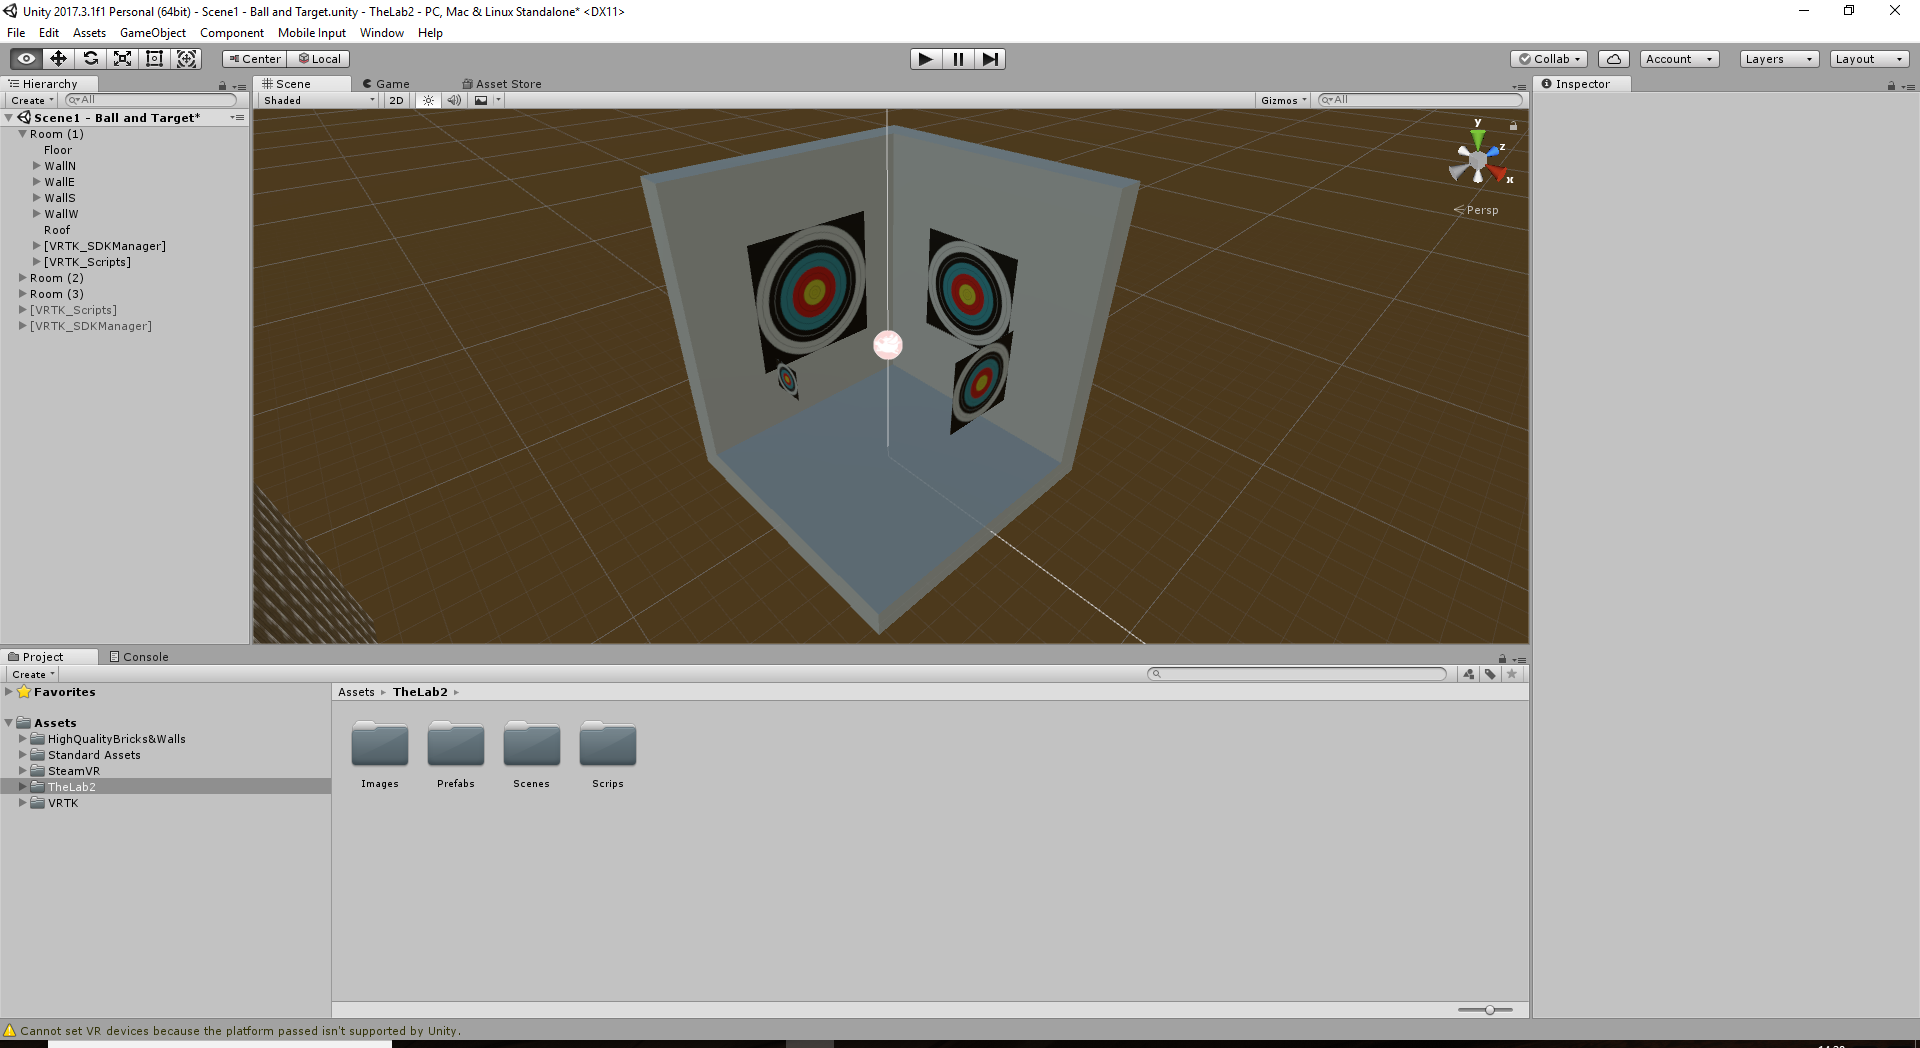 Unity 2017.3.1f1 Personal (64bit) - Scene1 - Ball and Target.unity - TheLab2 - PC, Mac & Linux Standalone* <DX11>
File Edit Assets GameObject Component Mobile Input Window Help
Center Local Collab Account Layers Layout
Hierarchy
Create All
Scene1 - Ball and Target*
Room (1)
Floor
WallN
WallE
WallS
WallW
Roof
[VRTK_SDKManager]
[VRTK_Scripts]
Room (2)
Room (3)
[VRTK_Scripts]
[VRTK_SDKManager]
Scene Game Asset Store
Shaded 2D Gizmos All
y
z
x
Persp
Inspector
Project Console
Create
Favorites
Assets
HighQualityBricks&Walls
Standard Assets
SteamVR
TheLab2
VRTK
Assets TheLab2
Images Prefabs Scenes Scrips
Cannot set VR devices because the platform passed isn't supported by Unity.